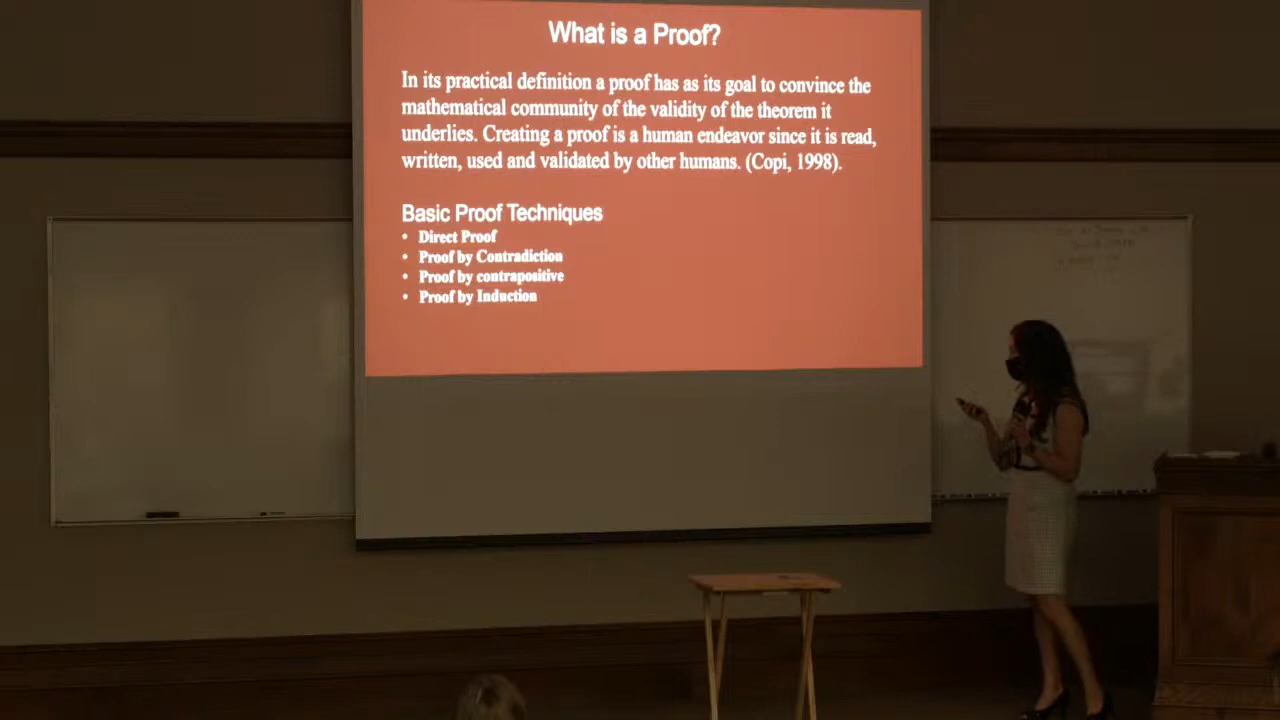 What is a Proof?
In its practical definition a proof has as its goal to convince the
mathematical community of the validity of the theorem it
underlies. Creating a proof is a human endeavor since it is read,
written, used and validated by other humans. (Copi, 1998).
Basic Proof Techniques
• Direct Proof
• Proof by Contradiction
• Proof by contrapositive
• Proof by Induction